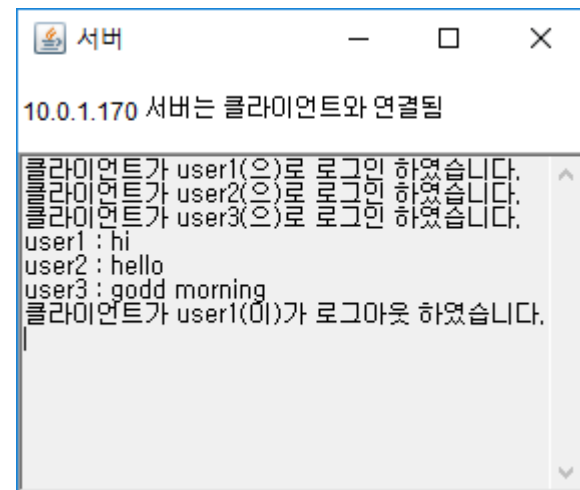 서버
10.0.1.170 서버는 클라이언트와 연결됨
클라이언트가 user1(으)로 로그인 하였습니다.
클라이언트가 user2(으)로 로그인 하였습니다.
클라이언트가 user3(으)로 로그인 하였습니다.
user1 : hi
user2 : hello
user3 : godd morning
클라이언트가 user1(이)가 로그아웃 하였습니다.